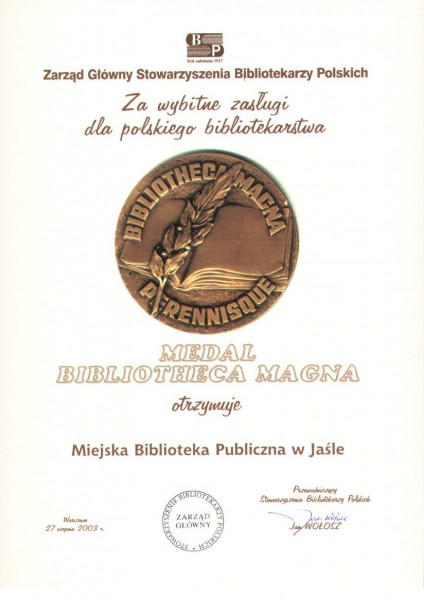 B
P
Rok założenia 1917
Zarząd Główny Stowarzyszenia Bibliotekarzy Polskich
Za wybitne zasługi
dla polskiego bibliotekarstwa
BIBLIOTHECA MAGNA
PERENNISQUE
MEDAL
BIBLIOTHECA MAGNA
otrzymuje
Miejska Biblioteka Publiczna w Jaśle
Przewodniczący
Stowarzyszenia Bibliotekarzy Polskich
Jan WOŁOSZ
STOWARZYSZENIE BIBLIOTEKARZY POLSKICH
ZARZĄD
GŁÓWNY
Warszawa
27 sierpnia 2003 r.